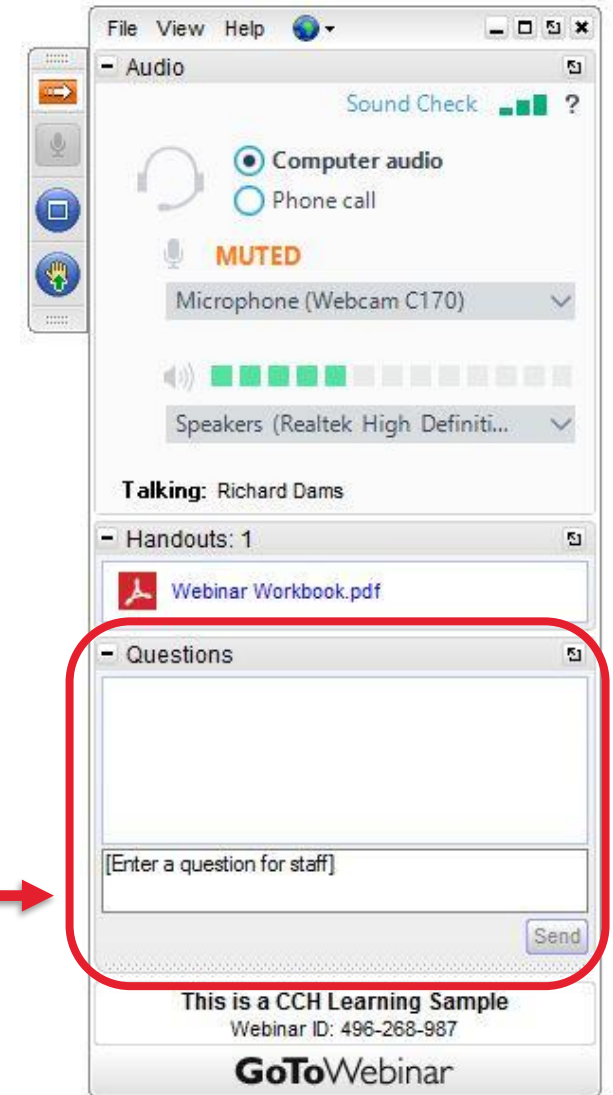 File View Help
Audio
Sound Check ?
Computer audio
Phone call
MUTED
Microphone (Webcam C170)
Speakers (Realtek High Definiti...
Talking: Richard Dams
Handouts: 1
Webinar Workbook.pdf
Questions
[Enter a question for staff]
Send
This is a CCH Learning Sample
Webinar ID: 496-268-987
GoToWebinar